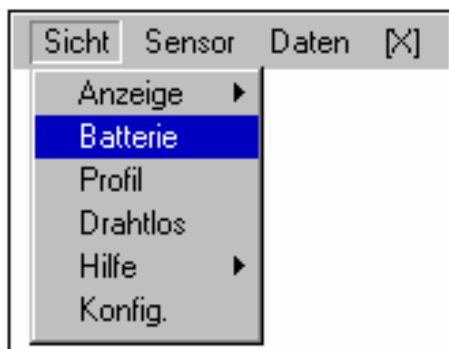 Sicht Sensor Daten [X]
Anzeige
Batterie
Profil
Drahtlos
Hilfe
Konfig.